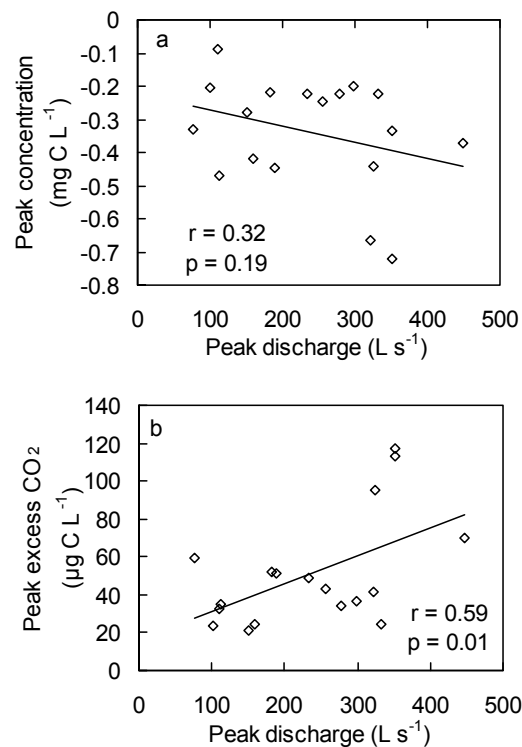 a
0
-0.1
-0.2
-0.3
-0.4
-0.5
-0.6
-0.7
-0.8
Peak concentration
(mg C L⁻¹)
r = 0.32
p = 0.19
0 100 200 300 400 500
Peak discharge (L s⁻¹)
b
140
120
100
80
60
40
20
0
Peak excess CO₂
(µg C L⁻¹)
r = 0.59
p = 0.01
0 100 200 300 400 500
Peak discharge (L s⁻¹)